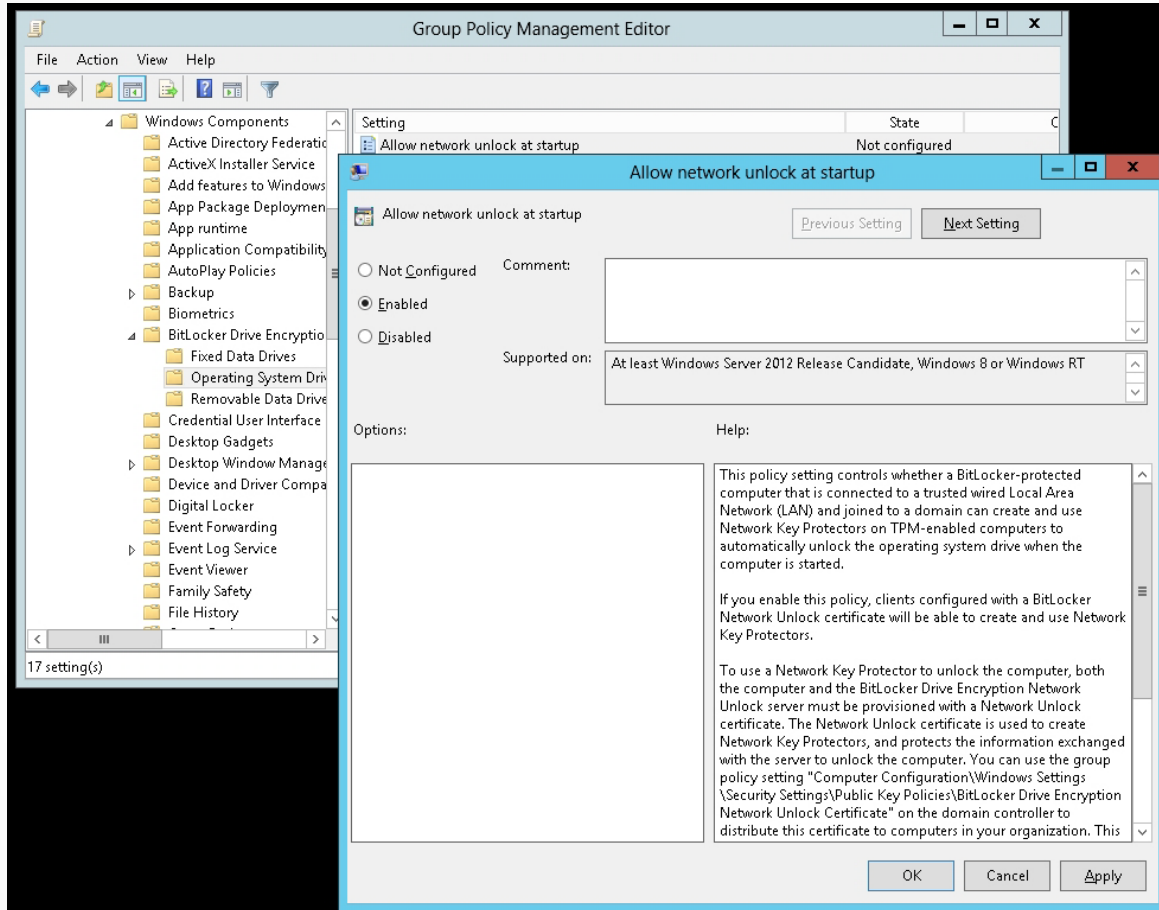 Group Policy Management Editor
File Action View Help
Windows Components
Active Directory Federatic
ActiveX Installer Service
Add features to Windows
App Package Deploymen
App runtime
Application Compatibility
AutoPlay Policies
Backup
Biometrics
BitLocker Drive Encryptio
Fixed Data Drives
Operating System Driv
Removable Data Drive
Credential User Interface
Desktop Gadgets
Desktop Window Manage
Device and Driver Compa
Digital Locker
Event Forwarding
Event Log Service
Event Viewer
Family Safety
File History
17 setting(s)
Setting State C
Allow network unlock at startup Not configured
Allow network unlock at startup
Allow network unlock at startup
Previous Setting Next Setting
Not Configured Comment:
Enabled
Disabled
Supported on: At least Windows Server 2012 Release Candidate, Windows 8 or Windows RT
Options: Help:
This policy setting controls whether a BitLocker-protected
computer that is connected to a trusted wired Local Area
Network (LAN) and joined to a domain can create and use
Network Key Protectors on TPM-enabled computers to
automatically unlock the operating system drive when the
computer is started.
If you enable this policy, clients configured with a BitLocker
Network Unlock certificate will be able to create and use Network
Key Protectors.
To use a Network Key Protector to unlock the computer, both
the computer and the BitLocker Drive Encryption Network
Unlock server must be provisioned with a Network Unlock
certificate. The Network Unlock certificate is used to create
Network Key Protectors, and protects the information exchanged
with the server to unlock the computer. You can use the group
policy setting "Computer Configuration\Windows Settings
\Security Settings\Public Key Policies\BitLocker Drive Encryption
Network Unlock Certificate" on the domain controller to
distribute this certificate to computers in your organization. This
OK Cancel Apply